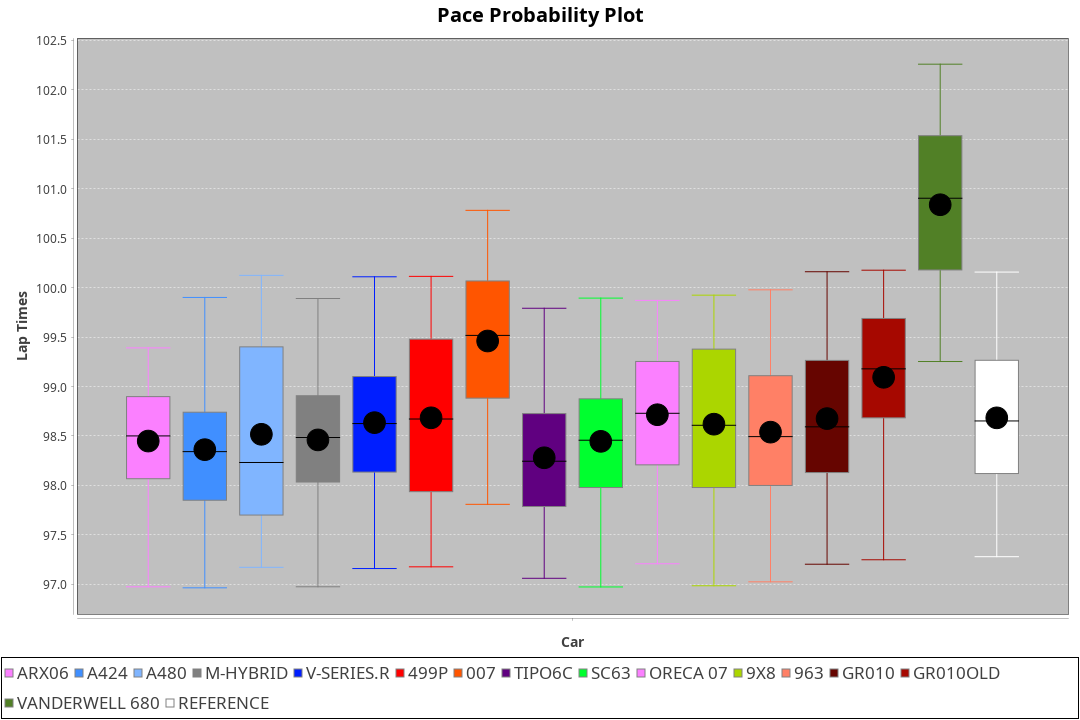 Pace Probability Plot
102.5
102.0
101.5
101.0
100.5
100.0
99.5
99.0
98.5
98.0
97.5
97.0
Lap Times
Car
ARX06 A424 A480 M-HYBRID V-SERIES.R 499P 007 TIPO6C SC63 ORECA 07 9X8 963 GR010 GR010OLD
VANDERWELL 680 REFERENCE